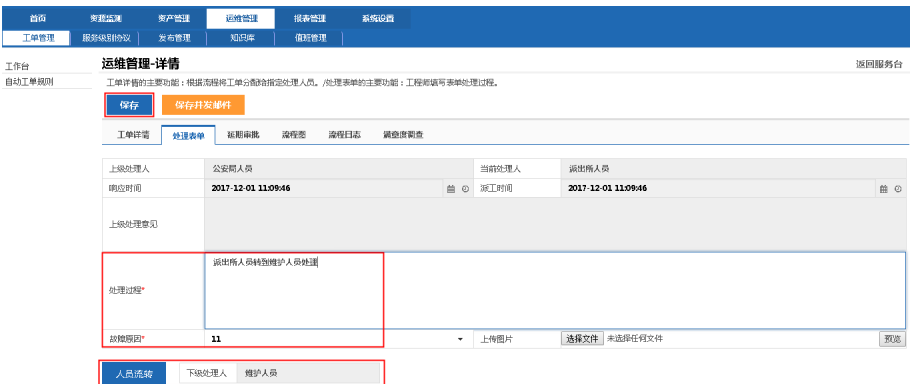 首页 资源监测 资产管理 运维管理 报表管理 系统设置
工单管理 服务级别协议 发布管理 知识库 值班管理
工作台
自动工单规则
运维管理-详情
返回服务台
工单详情的主要功能：根据流程将工单分配给指定处理人员。/处理表单的主要功能：工程师填写表单处理过程。
保存 保存并发邮件
工单详情 处理表单 延期审批 流程图 流程日志 满意度调查
上级处理人 公安局人员 当前处理人 派出所人员
响应时间 2017-12-01 11:09:46 派工时间 2017-12-01 11:09:46
上级处理意见
处理过程* 派出所人员转到维护人员处理
故障原因* 11 上传图片 选择文件 未选择任何文件 预览
人员流转 下级处理人 维护人员